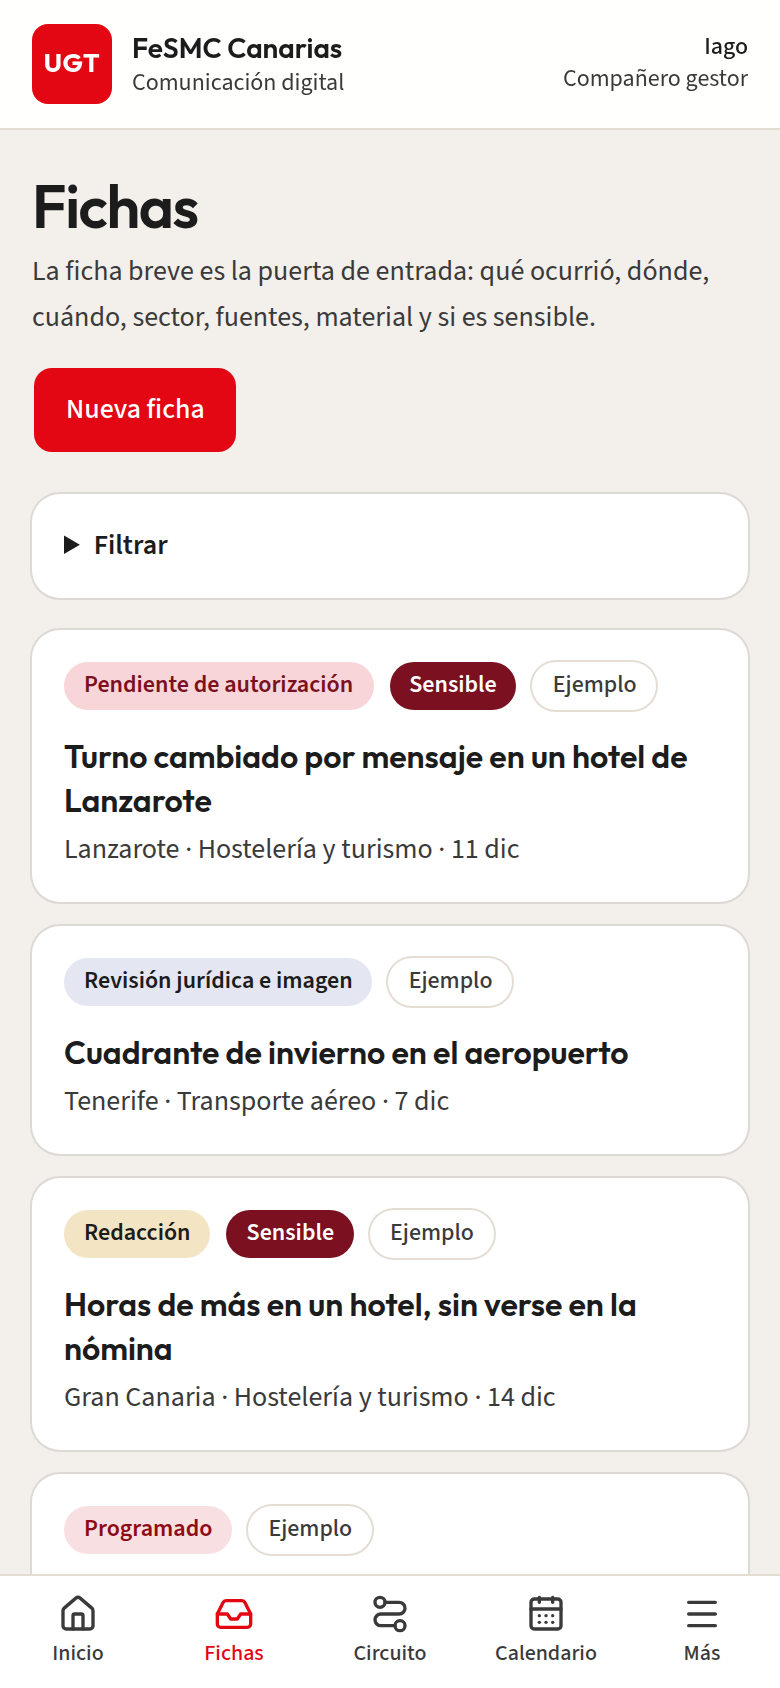 UGT
FeSMC Canarias
Comunicación digital
Iago
Compañero gestor
Fichas
La ficha breve es la puerta de entrada: qué ocurrió, dónde,
cuándo, sector, fuentes, material y si es sensible.
Nueva ficha
Filtrar
Pendiente de autorización
Sensible
Ejemplo
Turno cambiado por mensaje en un hotel de
Lanzarote
Lanzarote · Hostelería y turismo · 11 dic
Revisión jurídica e imagen
Ejemplo
Cuadrante de invierno en el aeropuerto
Tenerife · Transporte aéreo · 7 dic
Redacción
Sensible
Ejemplo
Horas de más en un hotel, sin verse en la
nómina
Gran Canaria · Hostelería y turismo · 14 dic
Programado
Ejemplo
Inicio
Fichas
Circuito
Calendario
Más